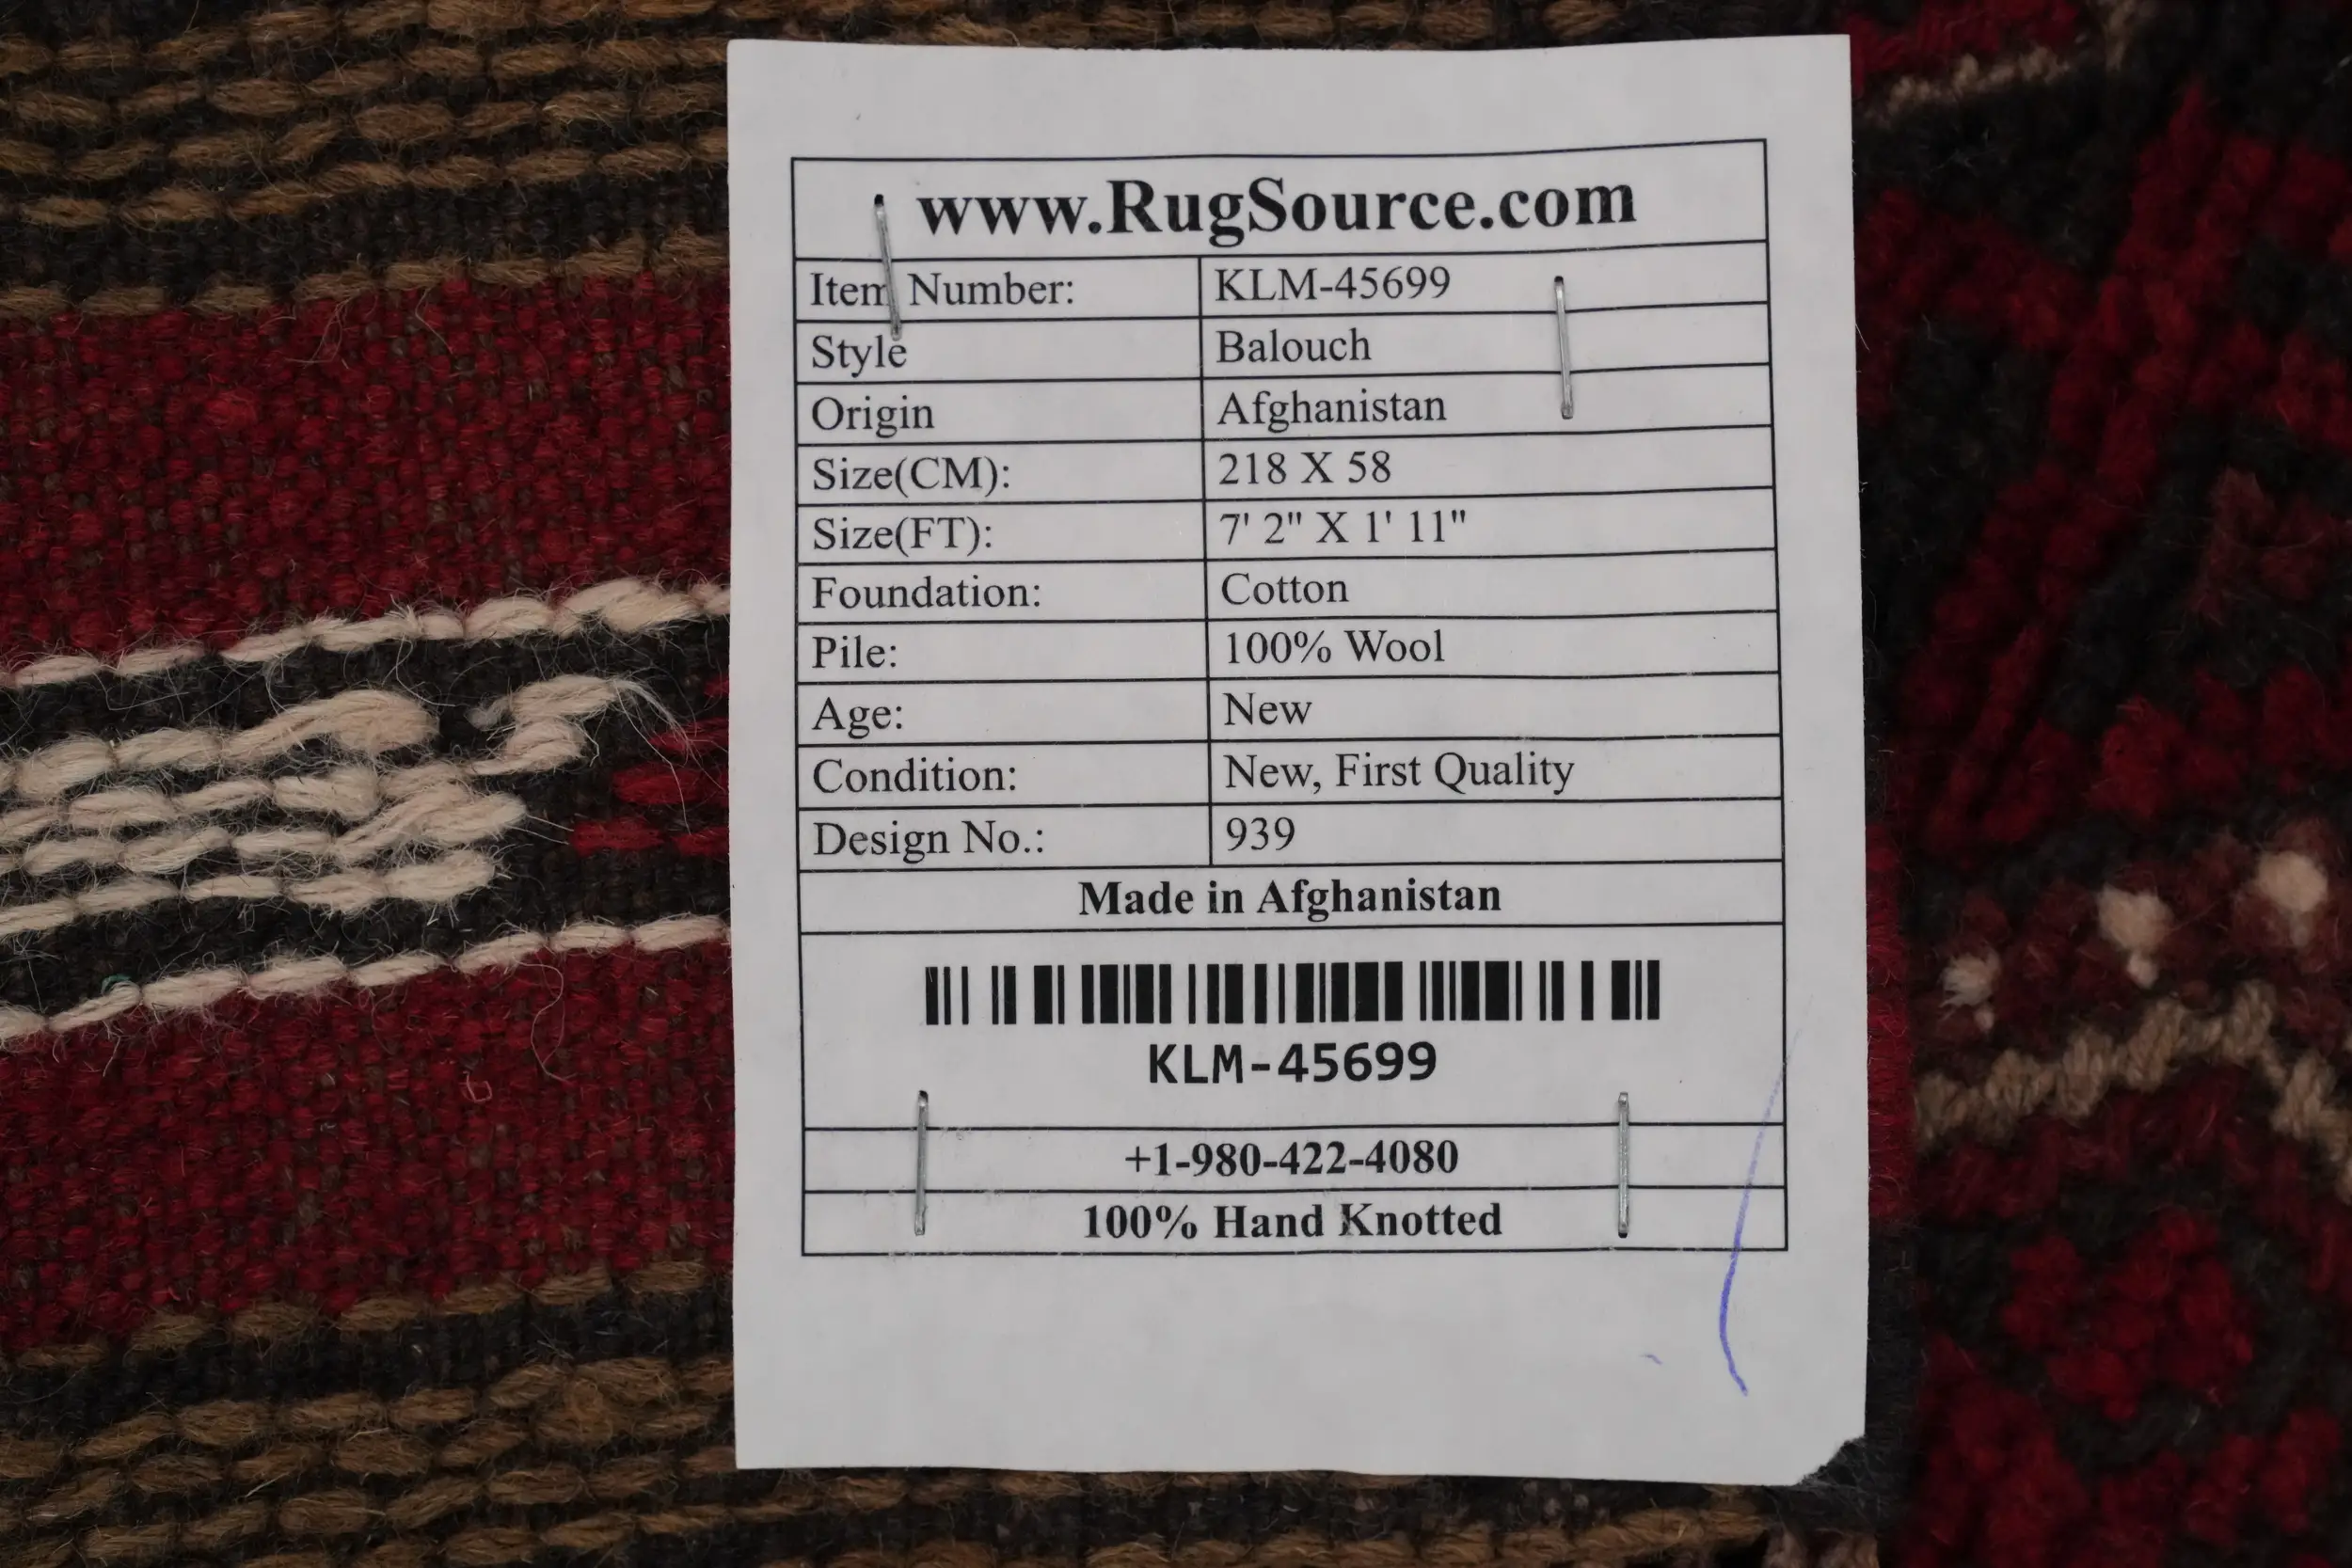 www.RugSource.com
Item Number: KLM-45699
Style Balouch
Origin Afghanistan
Size(CM): 218 X 58
Size(FT): 7' 2" X 1' 11"
Foundation: Cotton
Pile: 100% Wool
Age: New
Condition: New, First Quality
Design No.: 939
Made in Afghanistan
KLM-45699
+1-980-422-4080
100% Hand Knotted